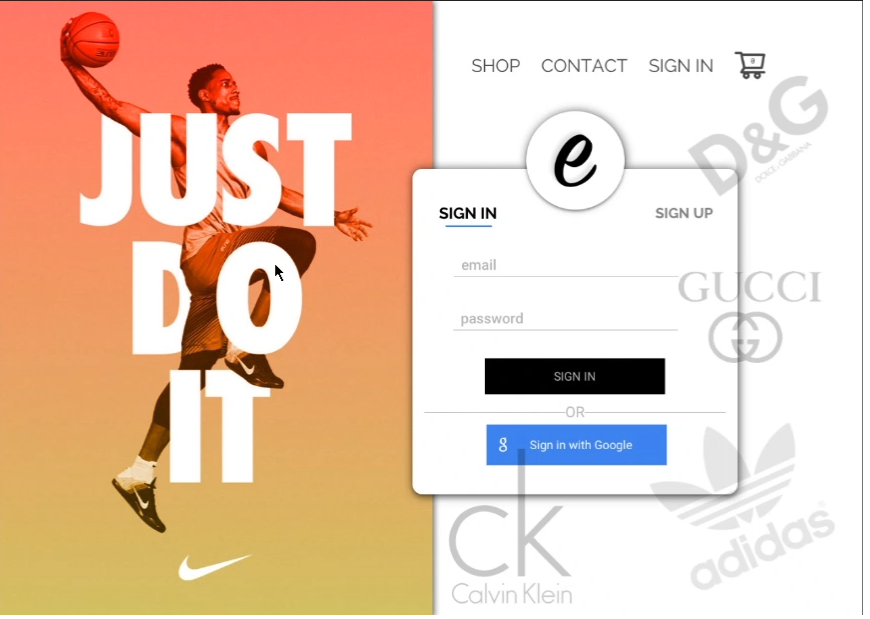 JUST
DO
IT
SHOP CONTACT SIGN IN
0
D&G
DOLCE & GABBANA
e
SIGN IN SIGN UP
email
password
SIGN IN
OR
8 Sign in with Google
GUCCI
ck
Calvin Klein
adidas